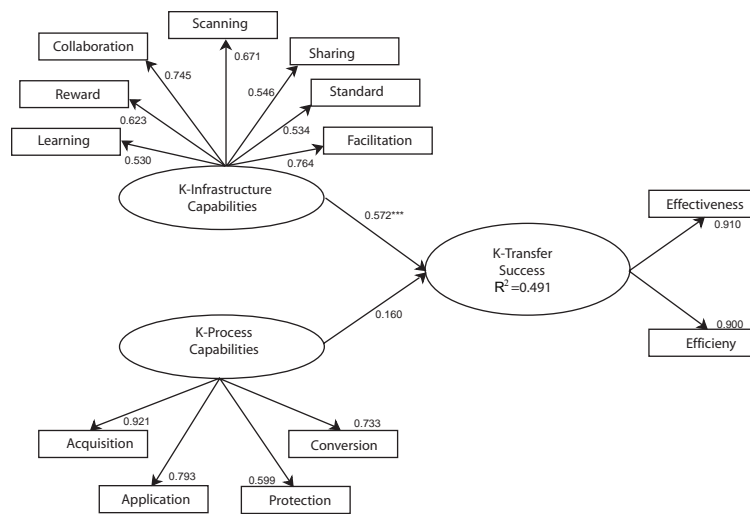 Scanning
Collaboration
Sharing
0.671
0.745
Reward
0.546
Standard
0.623
0.534
Learning
Facilitation
0.530
0.764
K-Infrastructure
Capabilities
0.572***
Effectiveness
0.910
K-Transfer
Success
R²=0.491
0.160
K-Process
Capabilities
0.900
Efficieny
0.921
0.733
Acquisition
Conversion
0.793
0.599
Application
Protection